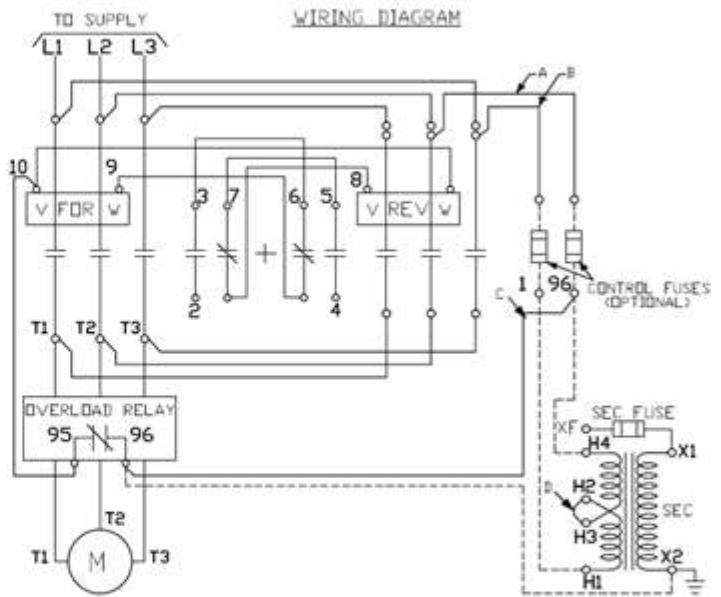 TO SUPPLY
WIRING DIAGRAM
L1 L2 L3
A B
10 9 3 7 6 5 8
V FOR W
V REV W
1 96
CONTROL FUSES
(OPTIONAL)
C
2 4
T1 T2 T3
OVERLOAD RELAY
95 96
SEC FUSE
XF
H4 X1
D H2
SEC
H3
T2
T1 M T3
H1 X2